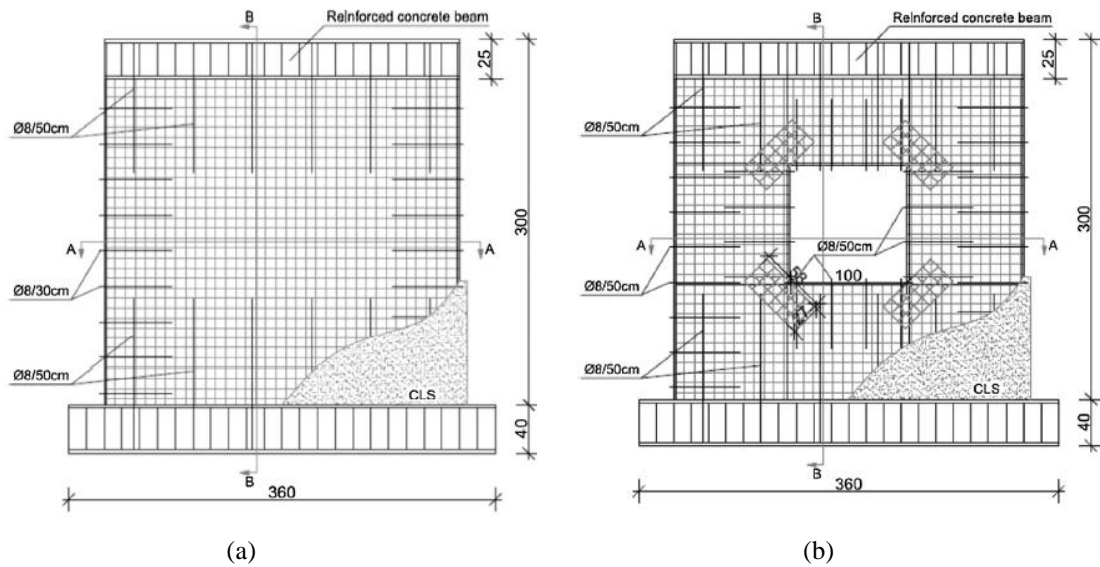 B
Reinforced concrete beam
25
Ø8/50cm
300
A
A
Ø8/30cm
Ø8/50cm
CLS
40
B
360
(a)
B
Reinforced concrete beam
25
Ø8/50cm
300
A
A
Ø8/50cm
100
Ø8/50cm
Ø8/50cm
CLS
40
B
360
(b)